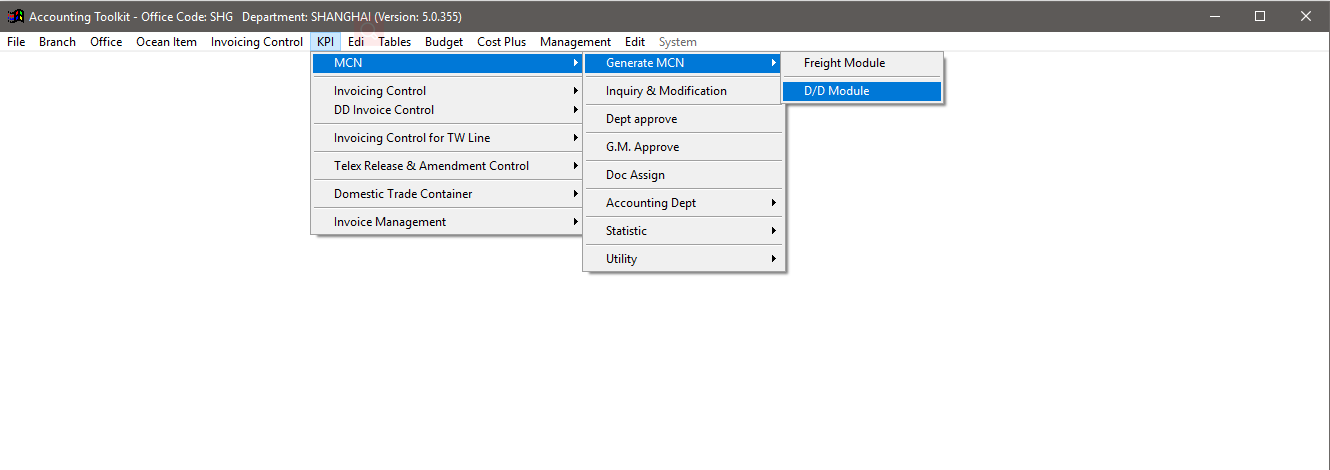 Accounting Toolkit - Office Code: SHG   Department: SHANGHAI (Version: 5.0.355)
File Branch Office Ocean Item Invoicing Control KPI Edi Tables Budget Cost Plus Management Edit System
MCN
Invoicing Control
DD Invoice Control
Invoicing Control for TW Line
Telex Release & Amendment Control
Domestic Trade Container
Invoice Management
Generate MCN
Inquiry & Modification
Dept approve
G.M. Approve
Doc Assign
Accounting Dept
Statistic
Utility
Freight Module
D/D Module